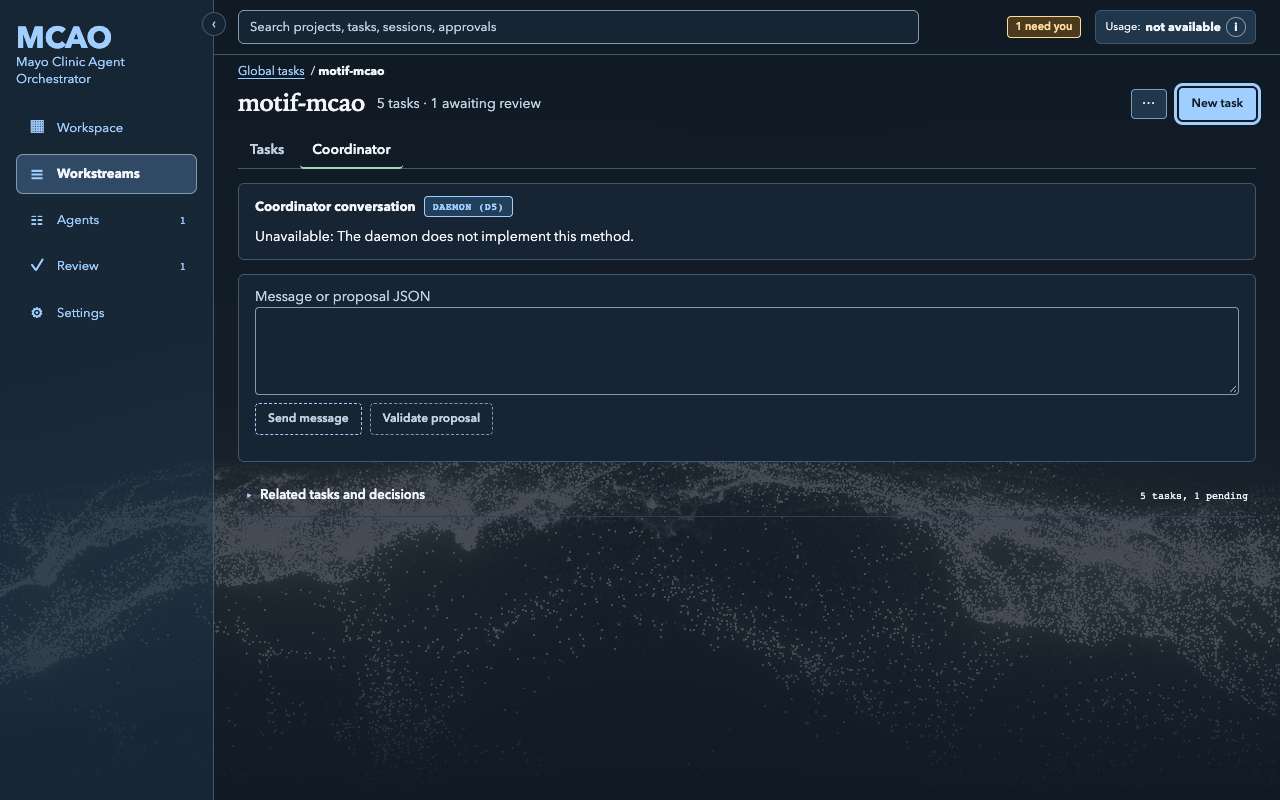 MCAO
Mayo Clinic Agent
Orchestrator
Workspace
Workstreams
Agents 1
Review 1
Settings
‹
Search projects, tasks, sessions, approvals
1 need you
Usage: not available i
Global tasks / motif-mcao
motif-mcao 5 tasks · 1 awaiting review
...
New task
Tasks
Coordinator
Coordinator conversation DAEMON (D5)
Unavailable: The daemon does not implement this method.
Message or proposal JSON
Send message
Validate proposal
Related tasks and decisions 5 tasks, 1 pending